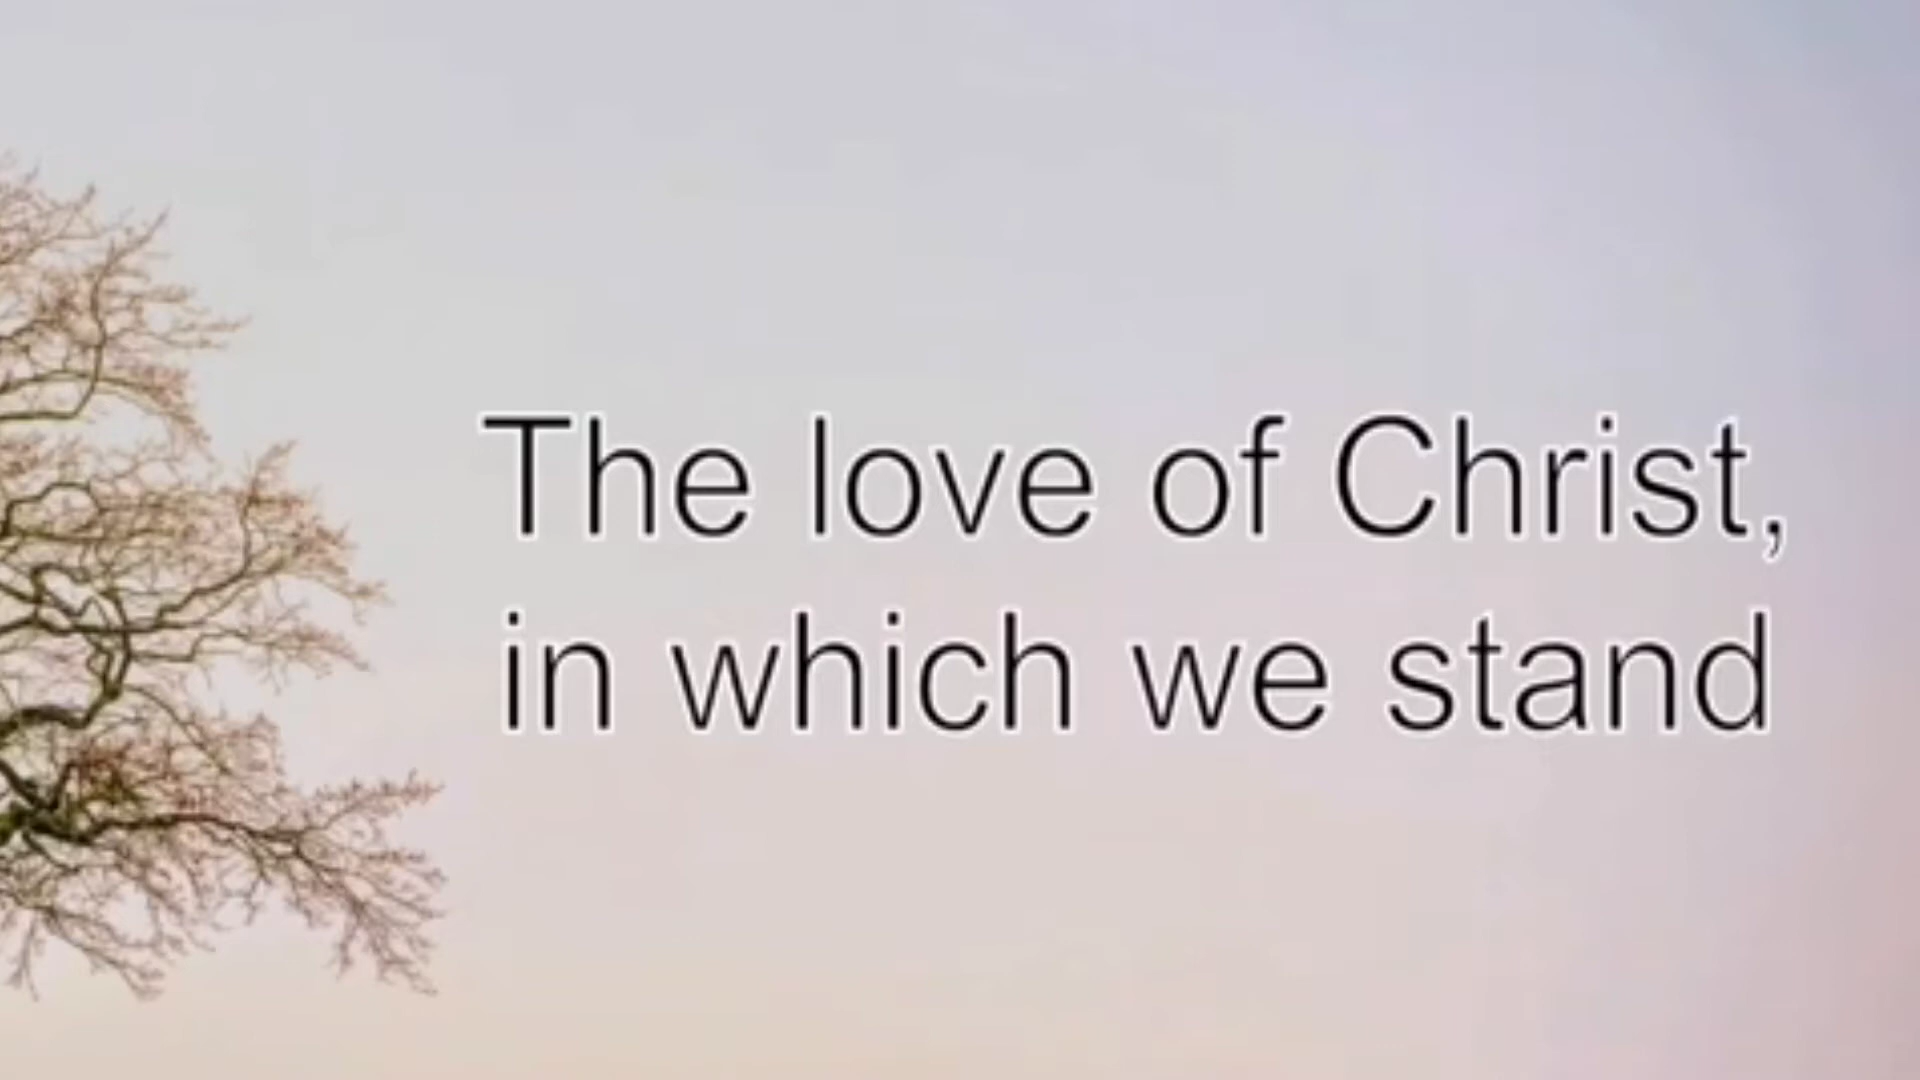 The love of Christ,
in which we stand